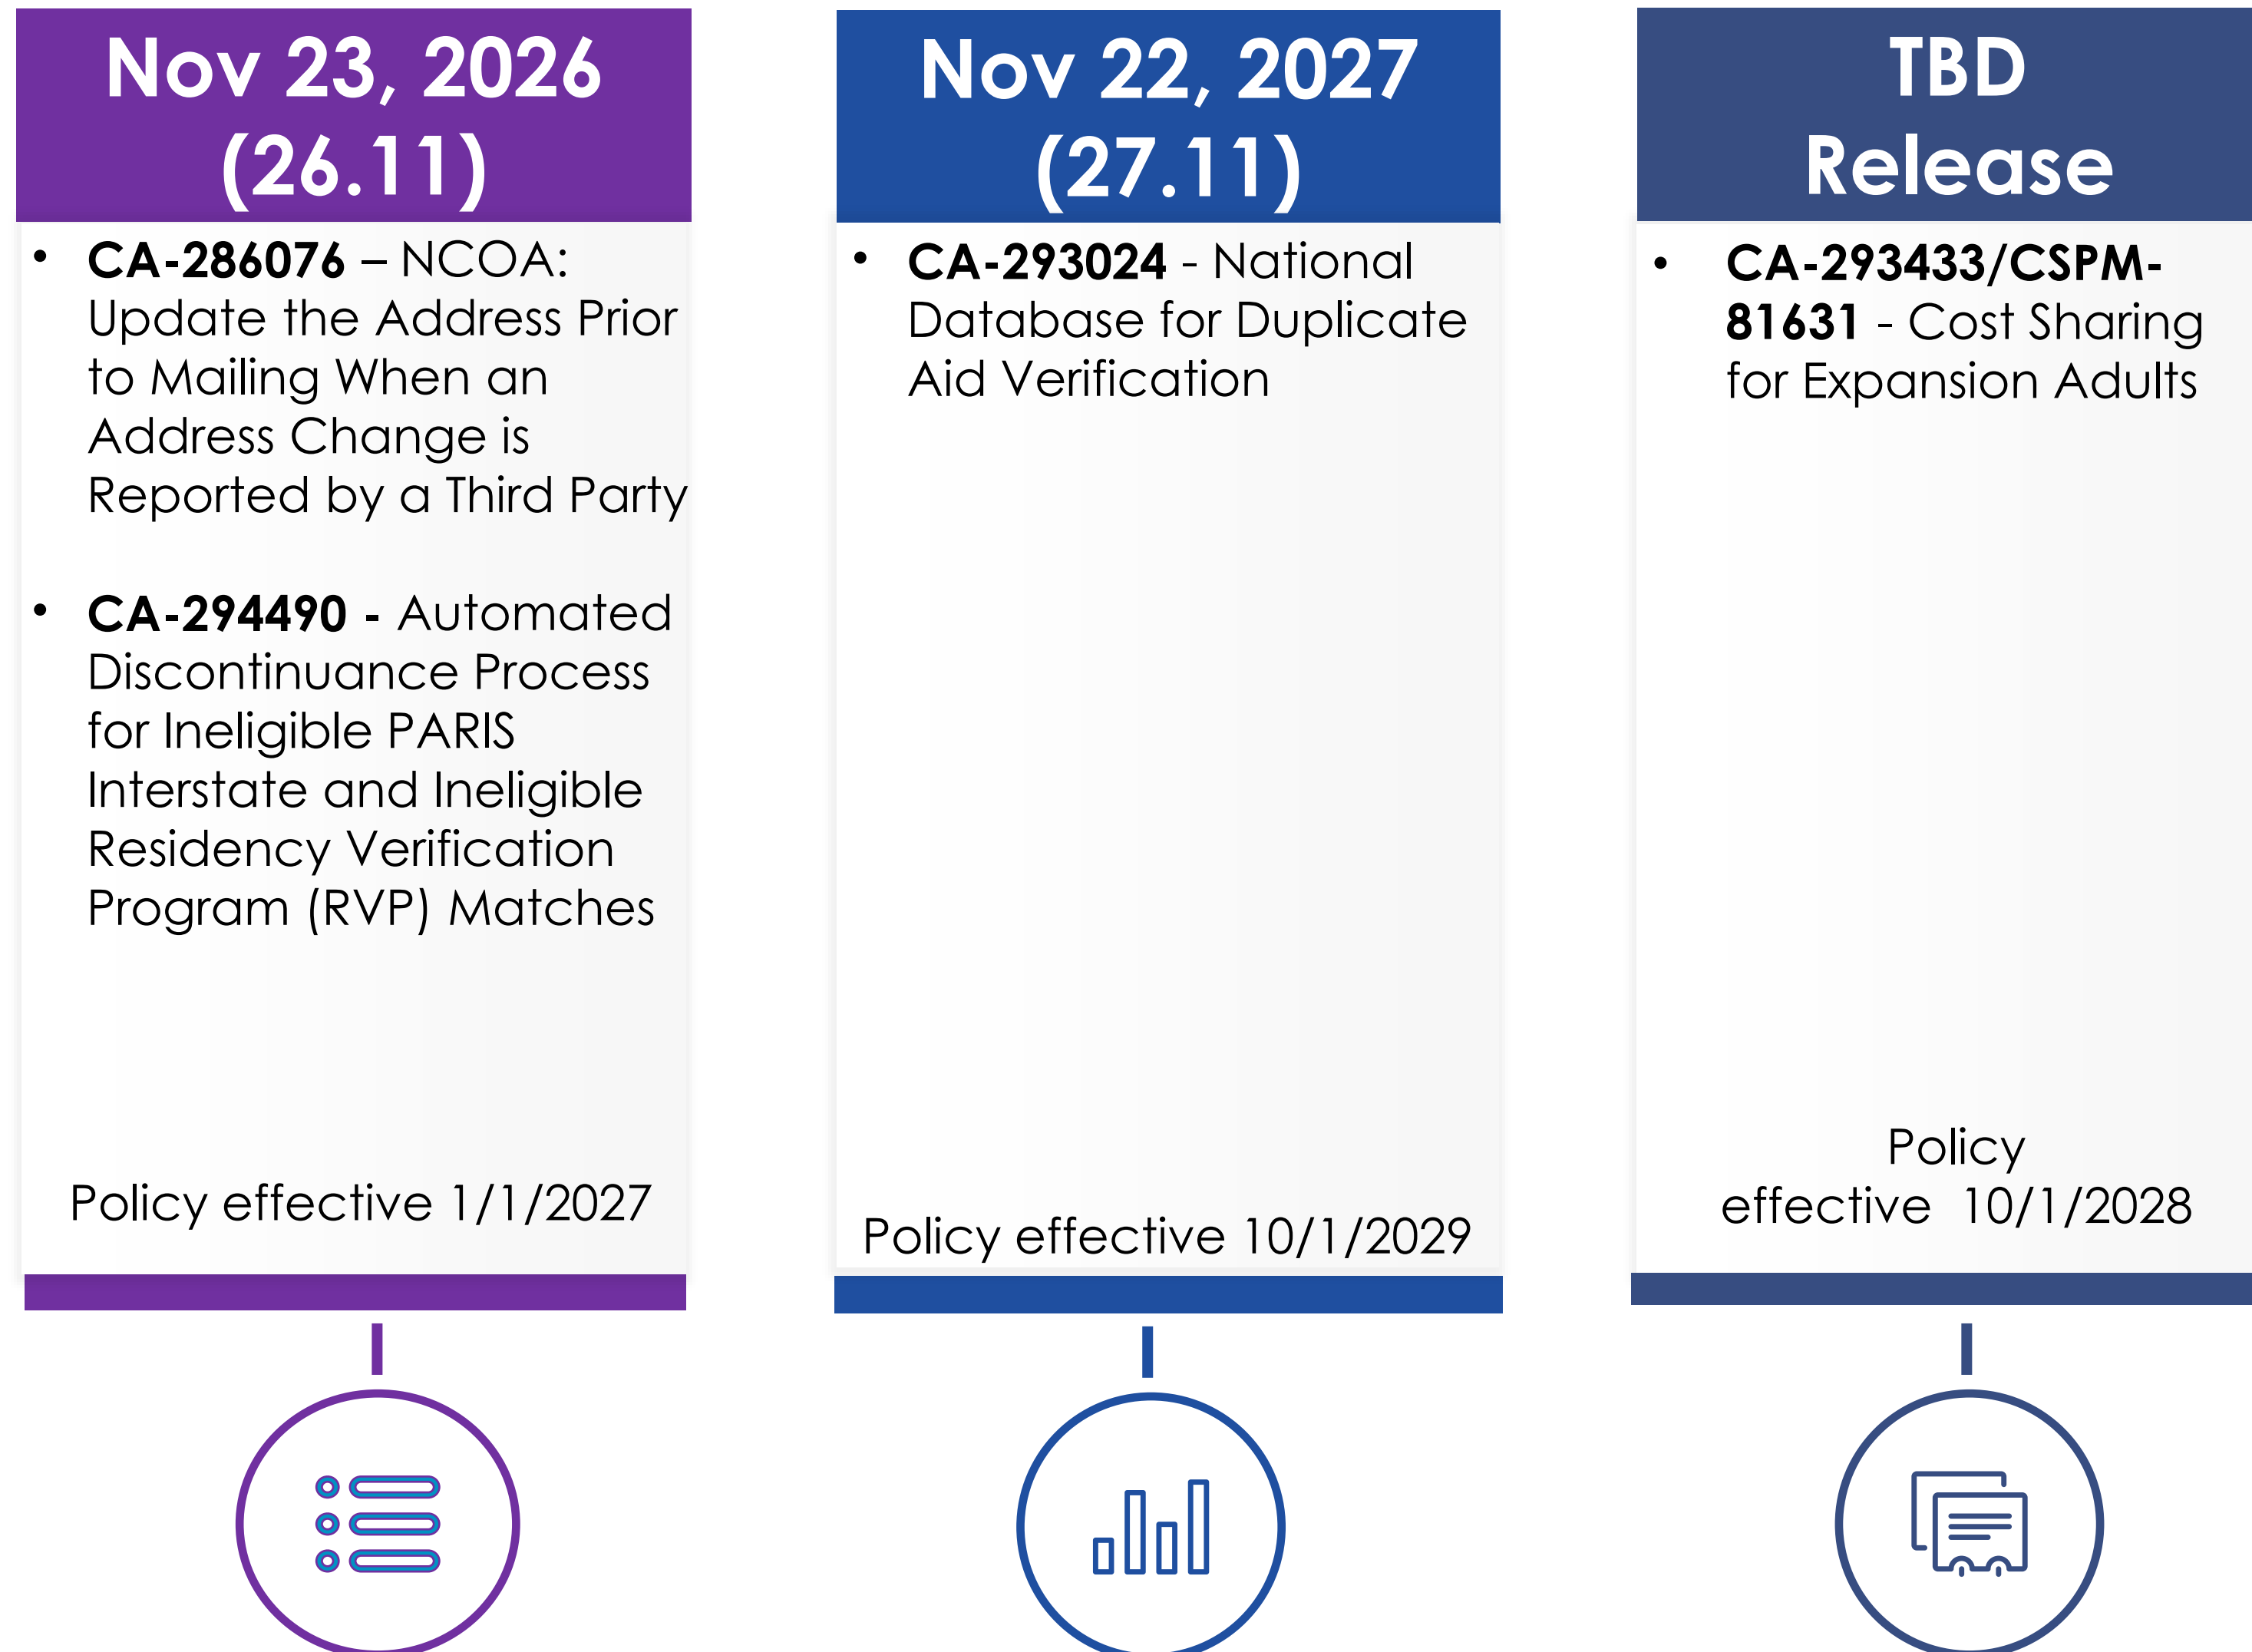 Nov 23, 2026
(26.11)
• CA-286076 – NCOA:
Update the Address Prior
to Mailing When an
Address Change is
Reported by a Third Party
• CA-294490 - Automated
Discontinuance Process
for Ineligible PARIS
Interstate and Ineligible
Residency Verification
Program (RVP) Matches
Policy effective 1/1/2027
Nov 22, 2027
(27.11)
• CA-293024 - National
Database for Duplicate
Aid Verification
Policy effective 10/1/2029
TBD
Release
• CA-293433/CSPM-
81631 - Cost Sharing
for Expansion Adults
Policy
effective 10/1/2028